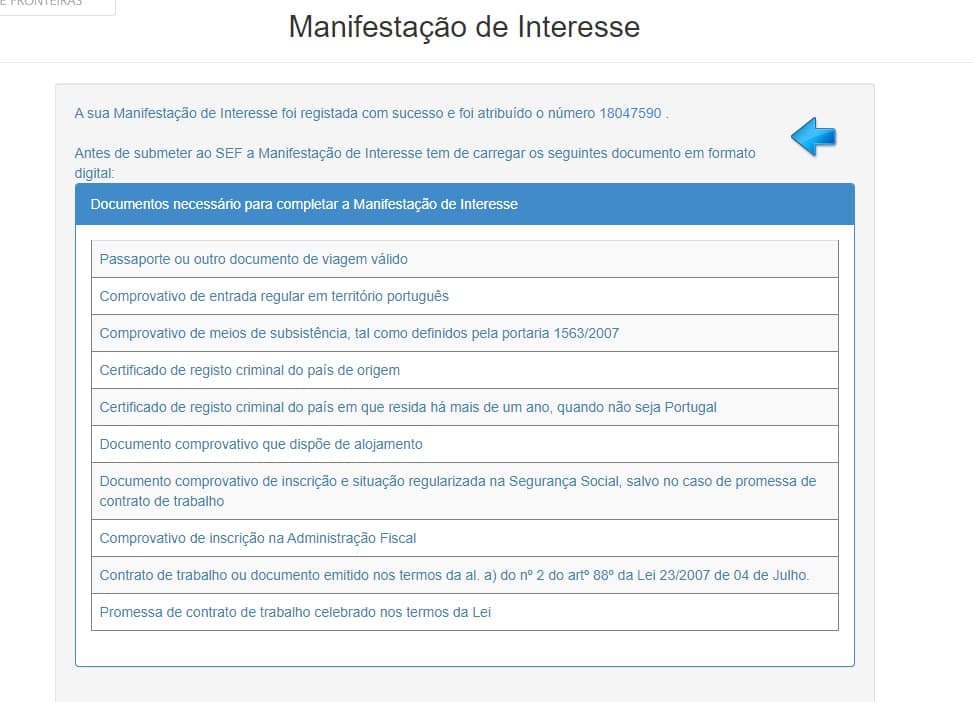 E FRONTEIRAS
Manifestação de Interesse
A sua Manifestação de Interesse foi registada com sucesso e foi atribuído o número 18047590 .
Antes de submeter ao SEF a Manifestação de Interesse tem de carregar os seguintes documento em formato
digital:
Documentos necessário para completar a Manifestação de Interesse
Passaporte ou outro documento de viagem válido
Comprovativo de entrada regular em território português
Comprovativo de meios de subsistência, tal como definidos pela portaria 1563/2007
Certificado de registo criminal do país de origem
Certificado de registo criminal do país em que resida há mais de um ano, quando não seja Portugal
Documento comprovativo que dispõe de alojamento
Documento comprovativo de inscrição e situação regularizada na Segurança Social, salvo no caso de promessa de
contrato de trabalho
Comprovativo de inscrição na Administração Fiscal
Contrato de trabalho ou documento emitido nos termos da al. a) do nº 2 do artº 88º da Lei 23/2007 de 04 de Julho.
Promessa de contrato de trabalho celebrado nos termos da Lei